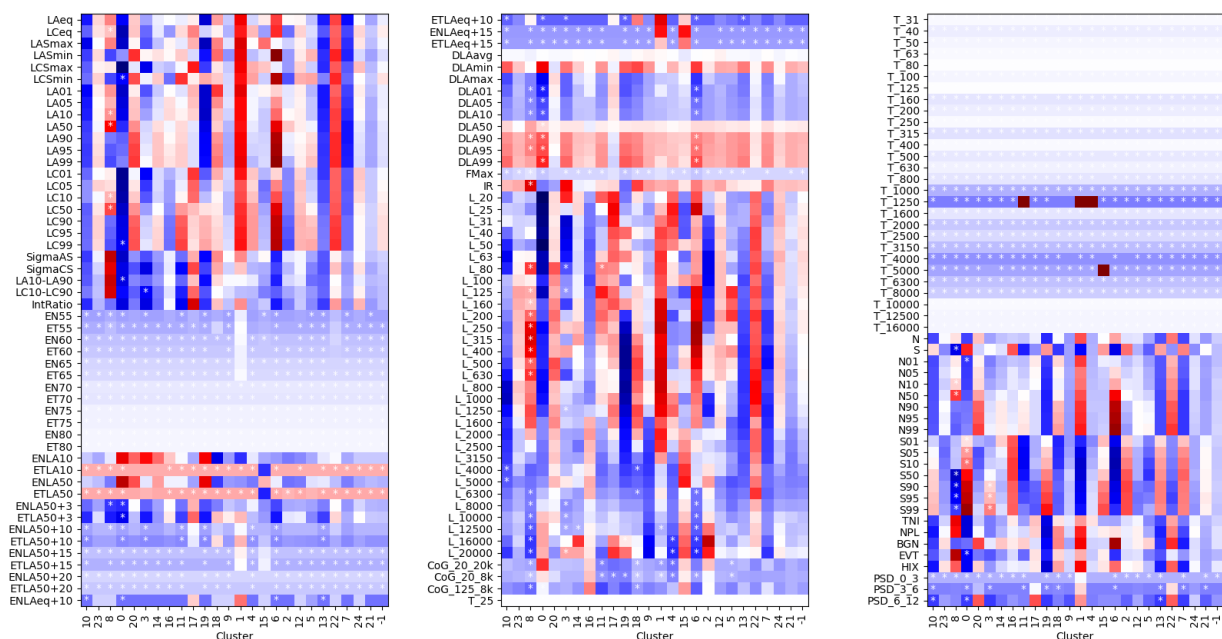 LAeq
LCeq
LASmax
LASmin
LCSmax
LCSmin
LA01
LA05
LA10
LA50
LA90
LA95
LA99
LC01
LC05
LC10
LC50
LC90
LC95
LC99
SigmaAS
SigmaCS
LA10-LA90
LC10-LC90
IntRatio
EN55
ET55
EN60
ET60
EN65
ET65
EN70
ET70
EN75
ET75
EN80
ET80
ENLA10
ETLA10
ENLA50
ETLA50
ENLA50+3
ETLA50+3
ENLA50+10
ETLA50+10
ENLA50+15
ETLA50+15
ENLA50+20
ETLA50+20
ENLAeq+10
10 23 8 0 20 3 14 16 11 17 19 18 9 1 4 15 6 2 12 5 13 22 7 24 21 -1
Cluster
ETLAeq+10
ENLAeq+15
ETLAeq+15
DLAavg
DLAmin
DLAmax
DLA01
DLA05
DLA10
DLA50
DLA90
DLA95
DLA99
FMax
IR
L_20
L_25
L_31
L_40
L_50
L_63
L_80
L_100
L_125
L_160
L_200
L_250
L_315
L_400
L_500
L_630
L_800
L_1000
L_1250
L_1600
L_2000
L_2500
L_3150
L_4000
L_5000
L_6300
L_8000
L_10000
L_12500
L_16000
L_20000
CoG_20_20k
CoG_20_8k
CoG_125_8k
T_25
10 23 8 0 20 3 14 16 11 17 19 18 9 1 4 15 6 2 12 5 13 22 7 24 21 -1
Cluster
T_31
T_40
T_50
T_63
T_80
T_100
T_125
T_160
T_200
T_250
T_315
T_400
T_500
T_630
T_800
T_1000
T_1250
T_1600
T_2000
T_2500
T_3150
T_4000
T_5000
T_6300
T_8000
T_10000
T_12500
T_16000
N
S
N01
N05
N10
N50
N90
N95
N99
S01
S05
S10
S50
S90
S95
S99
TNI
NPL
BGN
EVT
HIX
PSD_0_3
PSD_3_6
PSD_6_12
10 23 8 0 20 3 14 16 11 17 19 18 9 1 4 15 6 2 12 5 13 22 7 24 21 -1
Cluster